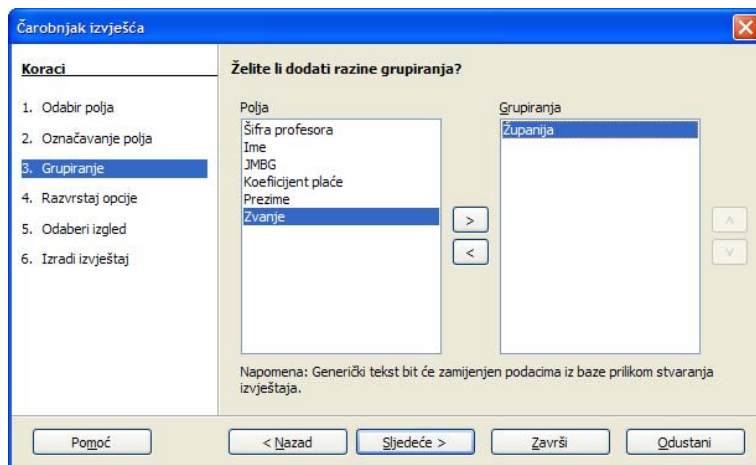 Čarobnjak izvješća
Koraci
1. Odabir polja
2. Označavanje polja
3. Grupiranje
4. Razvrstaj opcije
5. Odaberi izgled
6. Izradi izvještaj
Želite li dodati razine grupiranja?
Polja
Šifra profesora
Ime
JMBG
Koeficijent plaće
Prezime
Zvanje
>
<
Grupiranja
Županija
Napomena: Generički tekst bit će zamijenjen podacima iz baze prilikom stvaranja
izvještaja.
Pomoć
< Nazad
Sljedeće >
Završi
Odustani